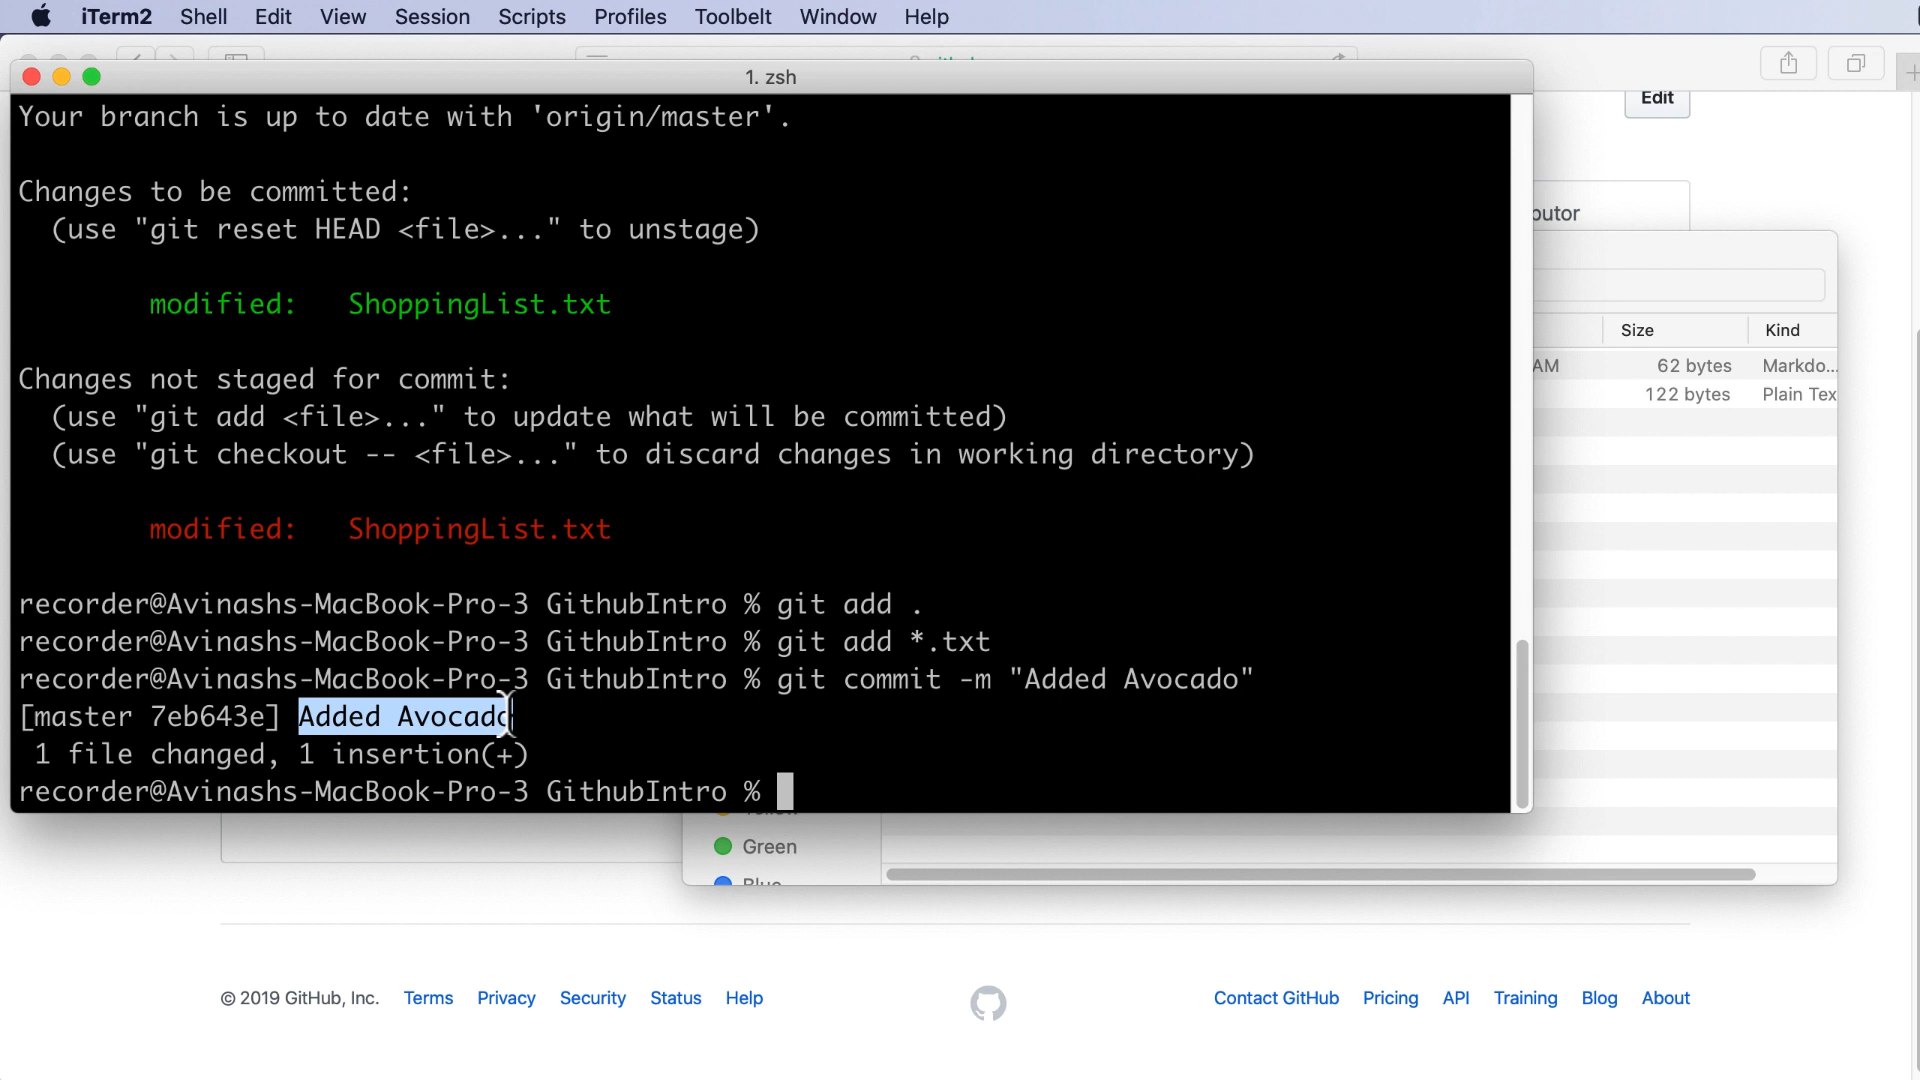 iTerm2 Shell Edit View Session Scripts Profiles Toolbelt Window Help
1. zsh
Edit
Your branch is up to date with 'origin/master'.
Changes to be committed:
(use "git reset HEAD <file>..." to unstage)
modified: ShoppingList.txt
Changes not staged for commit:
(use "git add <file>..." to update what will be committed)
(use "git checkout -- <file>..." to discard changes in working directory)
modified: ShoppingList.txt
recorder@Avinashs-MacBook-Pro-3 GithubIntro % git add .
recorder@Avinashs-MacBook-Pro-3 GithubIntro % git add *.txt
recorder@Avinashs-MacBook-Pro-3 GithubIntro % git commit -m "Added Avocado"
[master 7eb643e] Added Avocado
1 file changed, 1 insertion(+)
recorder@Avinashs-MacBook-Pro-3 GithubIntro %
butor
Size Kind
AM 62 bytes Markdo...
122 bytes Plain Tex
Green
Blue
© 2019 GitHub, Inc. Terms Privacy Security Status Help Contact GitHub Pricing API Training Blog About